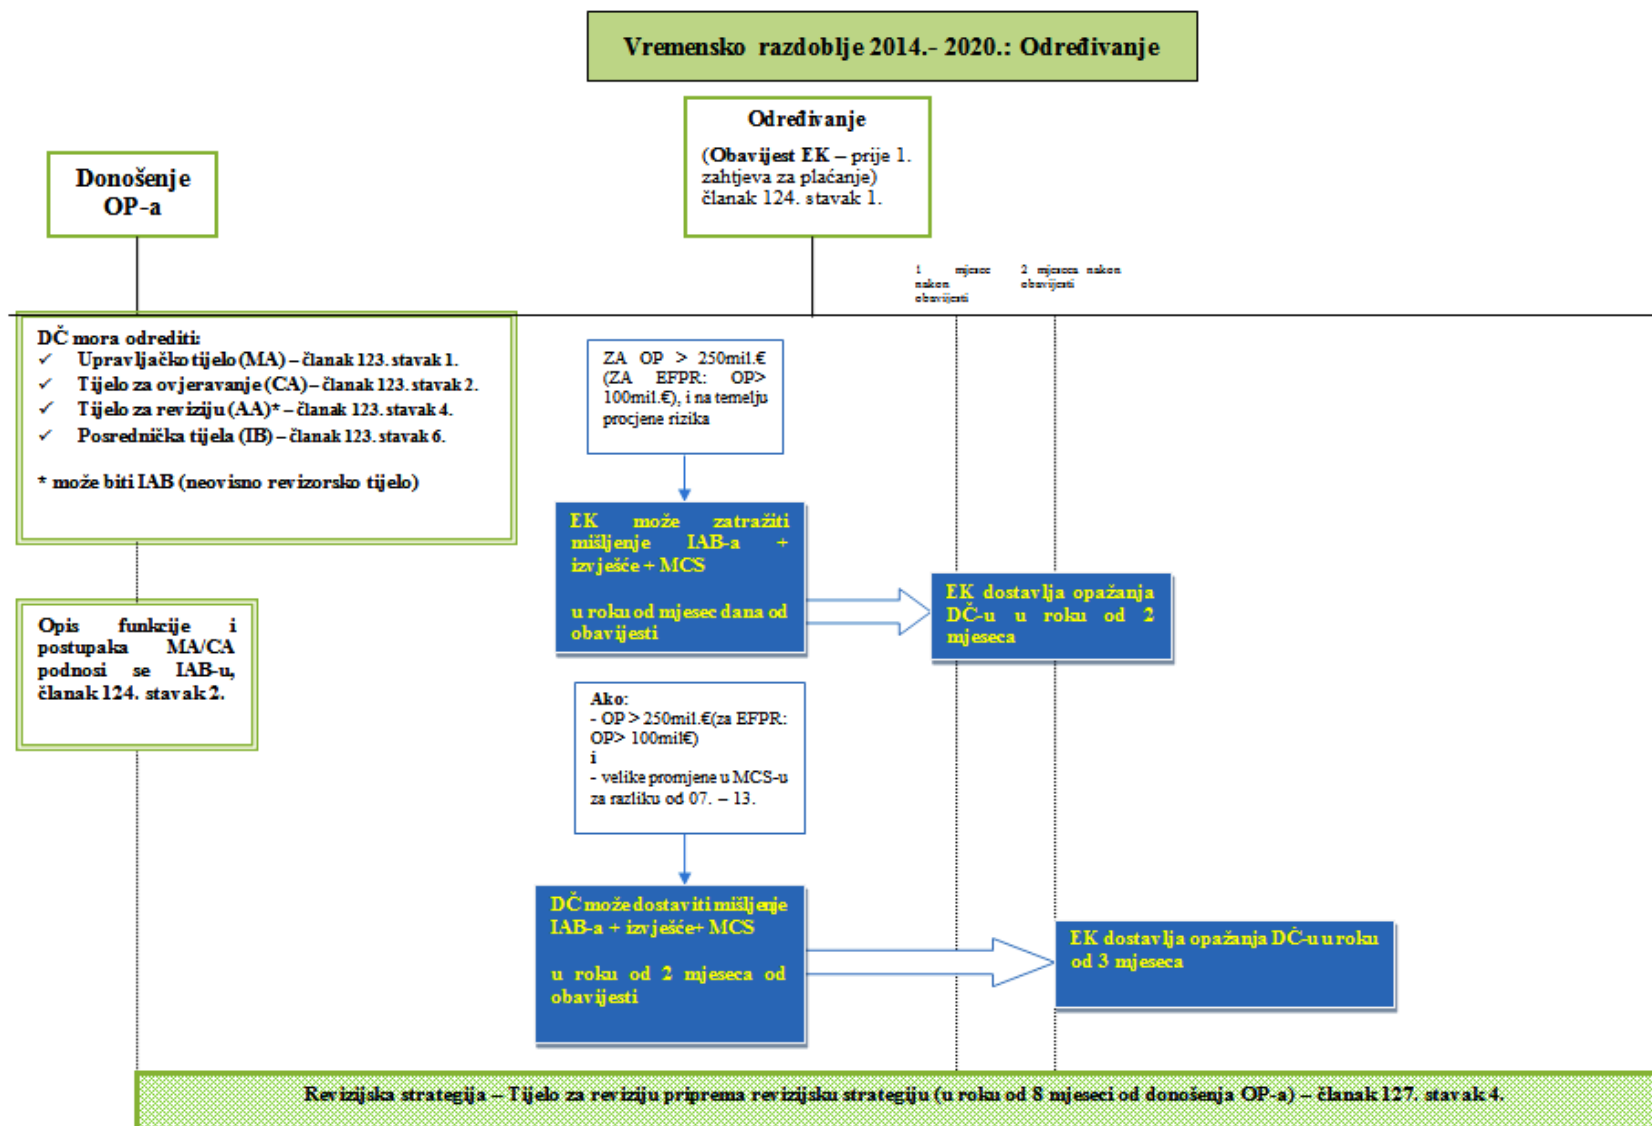 Vremensko razdoblje 2014.- 2020.: Određivanje
Određivanje
(Obavijest EK – prije 1.
zahtjeva za plaćanje)
članak 124. stavak 1.
Donošenje
OP-a
1 mjesec
nakon
obavijesti
2 mjeseca nakon
obavijesti
DČ mora odrediti:
✓ Upravljačko tijelo (MA) – članak 123. stavak 1.
✓ Tijelo za ovjeravanje (CA) – članak 123. stavak 2.
✓ Tijelo za reviziju (AA)* – članak 123. stavak 4.
✓ Posrednička tijela (IB) – članak 123. stavak 6.
* može biti IAB (neovisno revizorsko tijelo)
ZA OP > 250mil.€
(ZA EFPR: OP>
100mil.€), i na temelju
procjene rizika
EK može zatražiti
mišljenje IAB-a +
izvješće + MCS
u roku od mjesec dana od
obavijesti
EK dostavlja opažanja
DČ-u u roku od 2
mjeseca
Opis funkcije i
postupaka MA/CA
podnosi se IAB-u,
članak 124. stavak 2.
Ako:
- OP > 250mil.€(za EFPR:
OP> 100mil€)
i
- velike promjene u MCS-u
za razliku od 07. – 13.
DČ može dostaviti mišljenje
IAB-a + izvješće+ MCS
u roku od 2 mjeseca od
obavijesti
EK dostavlja opažanja DČ-u u roku
od 3 mjeseca
Revizijska strategija – Tijelo za reviziju priprema revizijsku strategiju (u roku od 8 mjeseci od donošenja OP-a) – članak 127. stavak 4.